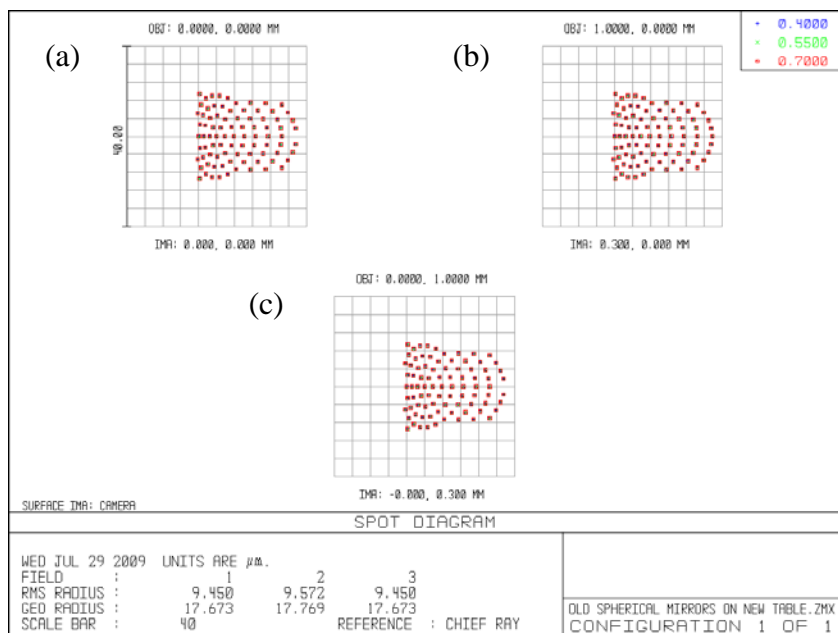 OBJ: 0.0000, 0.0000 MM
OBJ: 1.0000, 0.0000 MM
+ 0.4000
× 0.5500
▫ 0.7000
(a)
(b)
40.00
IMA: 0.000, 0.000 MM
IMA: 0.300, 0.000 MM
OBJ: 0.0000, 1.0000 MM
(c)
IMA: -0.000, 0.300 MM
SURFACE IMA: CAMERA
SPOT DIAGRAM
WED JUL 29 2009 UNITS ARE µm.
FIELD : 1 2 3
RMS RADIUS : 9.450 9.572 9.450
GEO RADIUS : 17.673 17.769 17.673
SCALE BAR : 40 REFERENCE : CHIEF RAY
OLD SPHERICAL MIRRORS ON NEW TABLE.ZMX
CONFIGURATION 1 OF 1